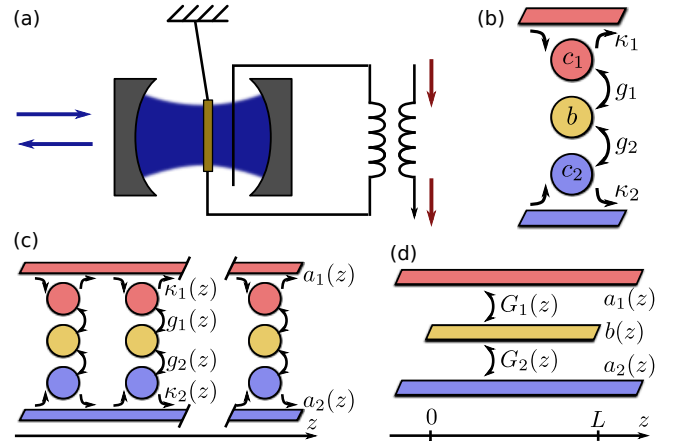 (a)
(b)
κ₁
c₁
g₁
b
g₂
c₂
κ₂
(c)
κ₁(z)
a₁(z)
g₁(z)
g₂(z)
κ₂(z)
a₂(z)
z
(d)
a₁(z)
G₁(z)
b(z)
G₂(z)
a₂(z)
0
L
z